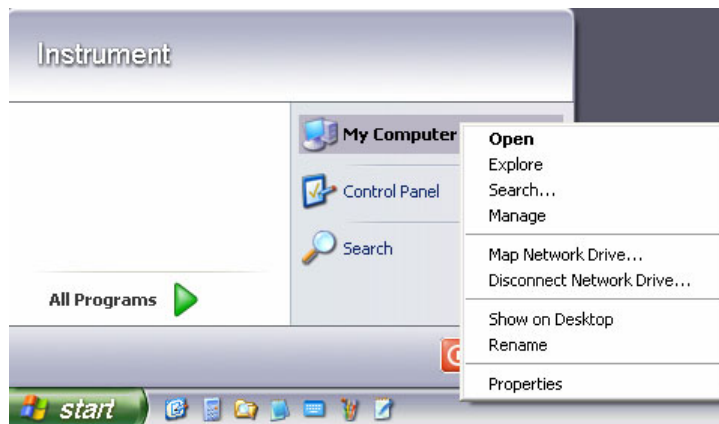 Instrument
My Computer
Control Panel
Search
All Programs
Open
Explore
Search...
Manage
Map Network Drive...
Disconnect Network Drive...
Show on Desktop
Rename
Properties
start